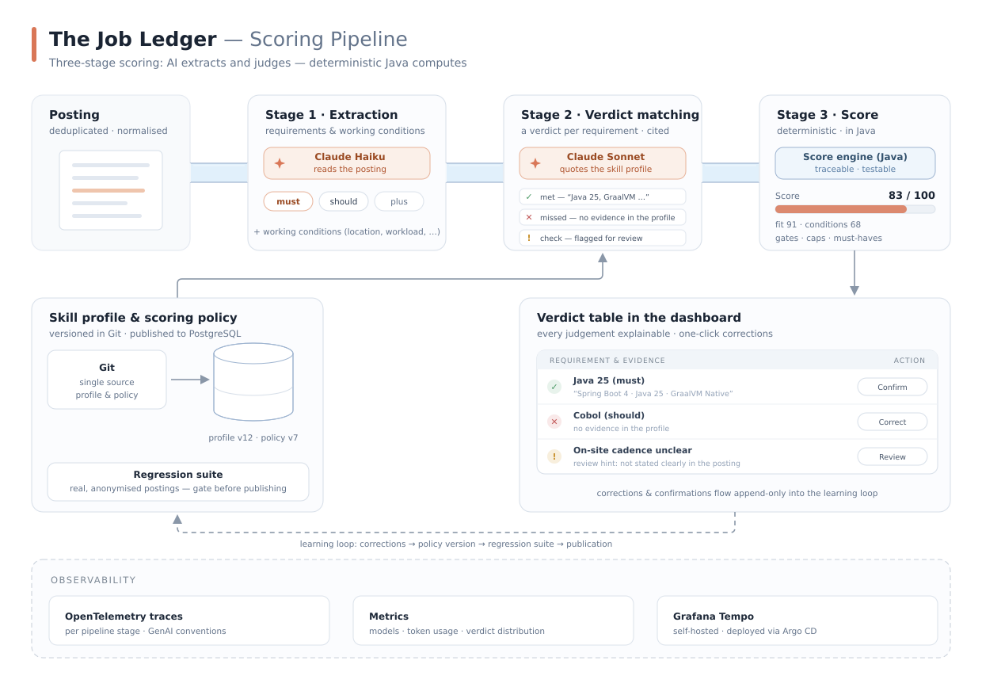 The Job Ledger — Scoring Pipeline
Three-stage scoring: AI extracts and judges — deterministic Java computes
Posting
deduplicated · normalised
Stage 1 · Extraction
requirements & working conditions
Claude Haiku
reads the posting
must
should
plus
+ working conditions (location, workload, …)
Stage 2 · Verdict matching
a verdict per requirement · cited
Claude Sonnet
quotes the skill profile
✓ met — “Java 25, GraalVM …”
✕ missed — no evidence in the profile
! check — flagged for review
Stage 3 · Score
deterministic · in Java
Score engine (Java)
traceable · testable
Score 83 / 100
fit 91 · conditions 68
gates · caps · must-haves
Skill profile & scoring policy
versioned in Git · published to PostgreSQL
Git
single source
profile & policy
profile v12 · policy v7
Regression suite
real, anonymised postings — gate before publishing
Verdict table in the dashboard
every judgement explainable · one-click corrections
REQUIREMENT & EVIDENCE ACTION
✓ Java 25 (must)
“Spring Boot 4 · Java 25 · GraalVM Native”
Confirm
✕ Cobol (should)
no evidence in the profile
Correct
! On-site cadence unclear
review hint: not stated clearly in the posting
Review
corrections & confirmations flow append-only into the learning loop
learning loop: corrections → policy version → regression suite → publication
OBSERVABILITY
OpenTelemetry traces
per pipeline stage · GenAI conventions
Metrics
models · token usage · verdict distribution
Grafana Tempo
self-hosted · deployed via Argo CD